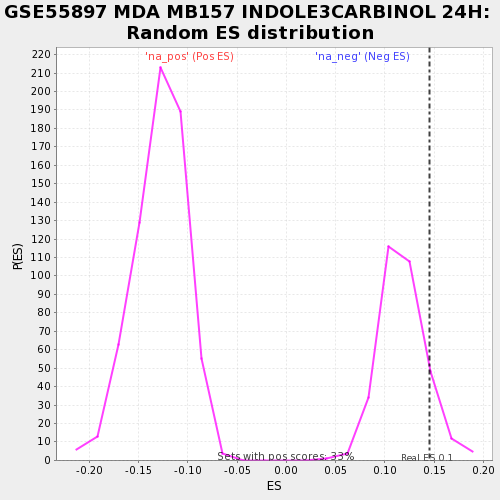 GSE55897 MDA MB157 INDOLE3CARBINOL 24H:
Random ES distribution
'na_pos' (Pos ES)
'na_neg' (Neg ES)
220
210
200
190
180
170
160
150
140
130
120
110
100
90
80
70
60
50
40
30
20
10
0
P(ES)
Sets with pos scores: 33%
Real ES 0.1
-0.20 -0.15 -0.10 -0.05 0.00 0.05 0.10 0.15 0.20
ES